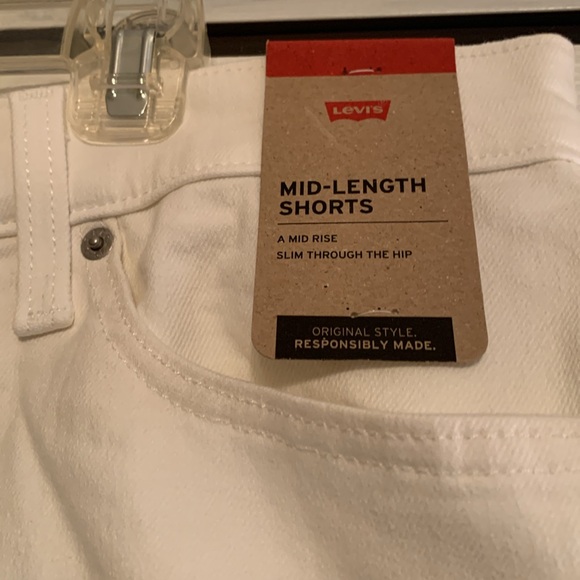 Levi's
MID-LENGTH
SHORTS
A MID RISE
SLIM THROUGH THE HIP
ORIGINAL STYLE.
RESPONSIBLY MADE.